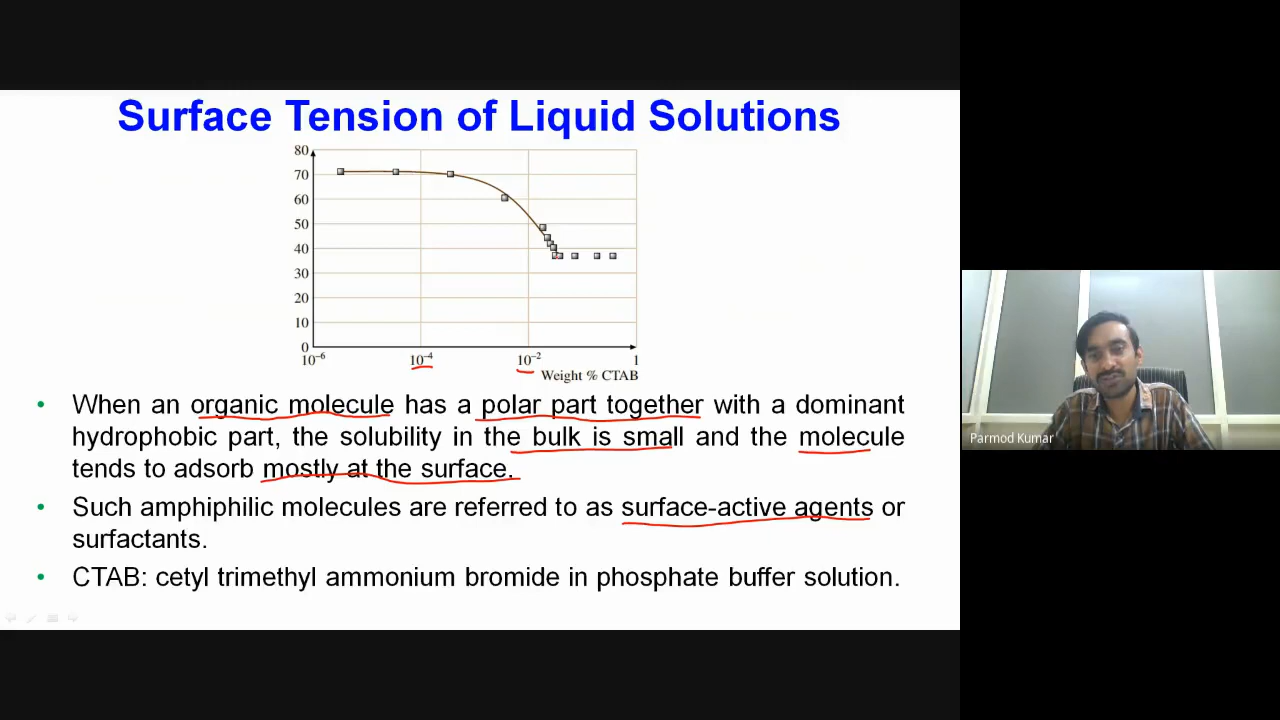 Surface Tension of Liquid Solutions
80
70
60
50
40
30
20
10
0
10⁻⁶ 10⁻⁴ 10⁻² 1
Weight % CTAB
• When an organic molecule has a polar part together with a dominant
hydrophobic part, the solubility in the bulk is small and the molecule
tends to adsorb mostly at the surface.
• Such amphiphilic molecules are referred to as surface-active agents or
surfactants.
• CTAB: cetyl trimethyl ammonium bromide in phosphate buffer solution.
Parmod Kumar